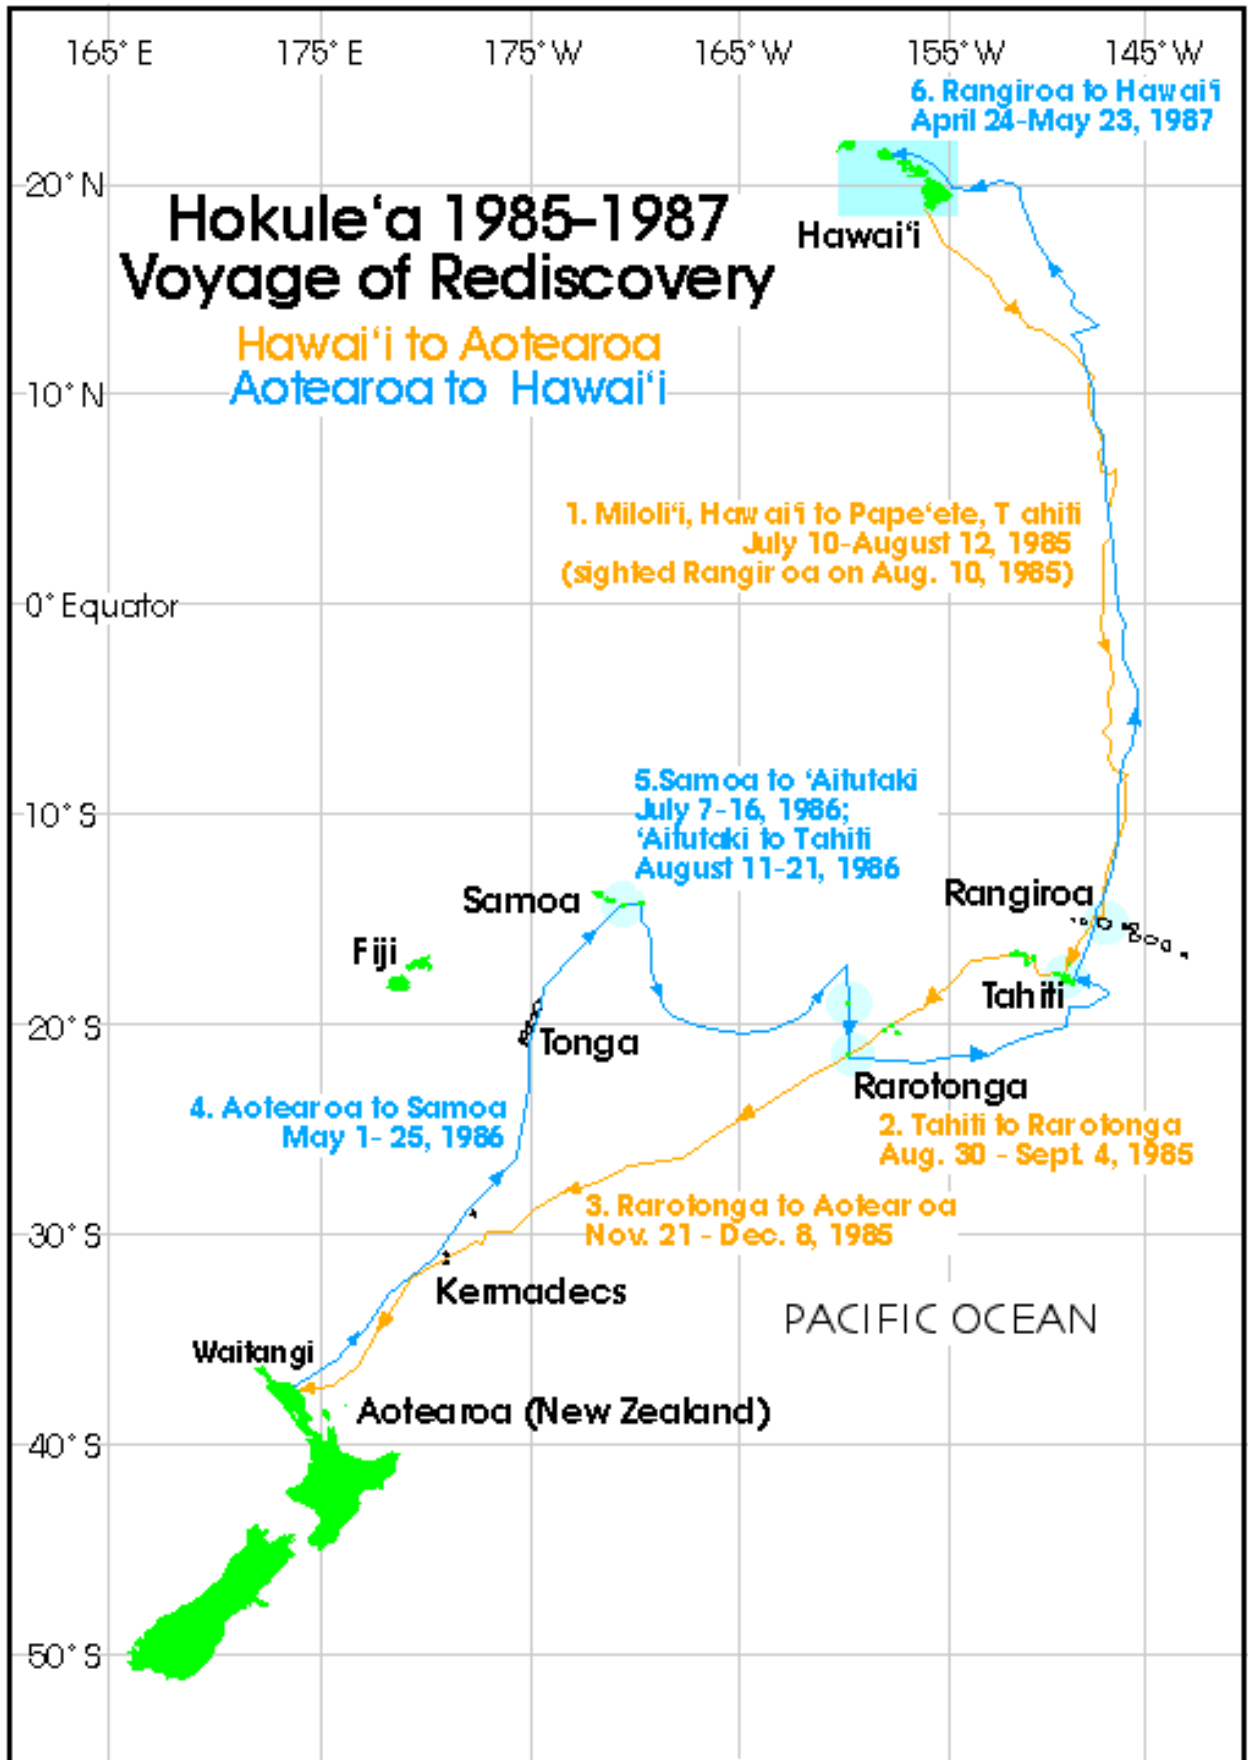 165° E 175° E 175° W 165° W 155° W 145° W
6. Rangiroa to Hawai‘i
April 24-May 23, 1987
20° N
Hokule‘a 1985-1987
Voyage of Rediscovery
Hawai‘i
Hawai‘i to Aotearoa
Aotearoa to Hawai‘i
10° N
1. Miloli‘i, Hawai‘i to Pape‘ete, Tahiti
July 10-August 12, 1985
(sighted Rangiroa on Aug. 10, 1985)
0° Equator
5.Samoa to ‘Aitutaki
July 7-16, 1986;
‘Aitutaki to Tahiti
August 11-21, 1986
10° S
Rangiroa
Samoa
Fiji
Tahiti
20° S
Tonga
Rarotonga
4. Aotearoa to Samoa
May 1- 25, 1986
2. Tahiti to Rarotonga
Aug. 30 - Sept. 4, 1985
3. Rarotonga to Aotearoa
Nov. 21 - Dec. 8, 1985
30° S
Kermadecs
PACIFIC OCEAN
Waitangi
Aotearoa (New Zealand)
40° S
50° S